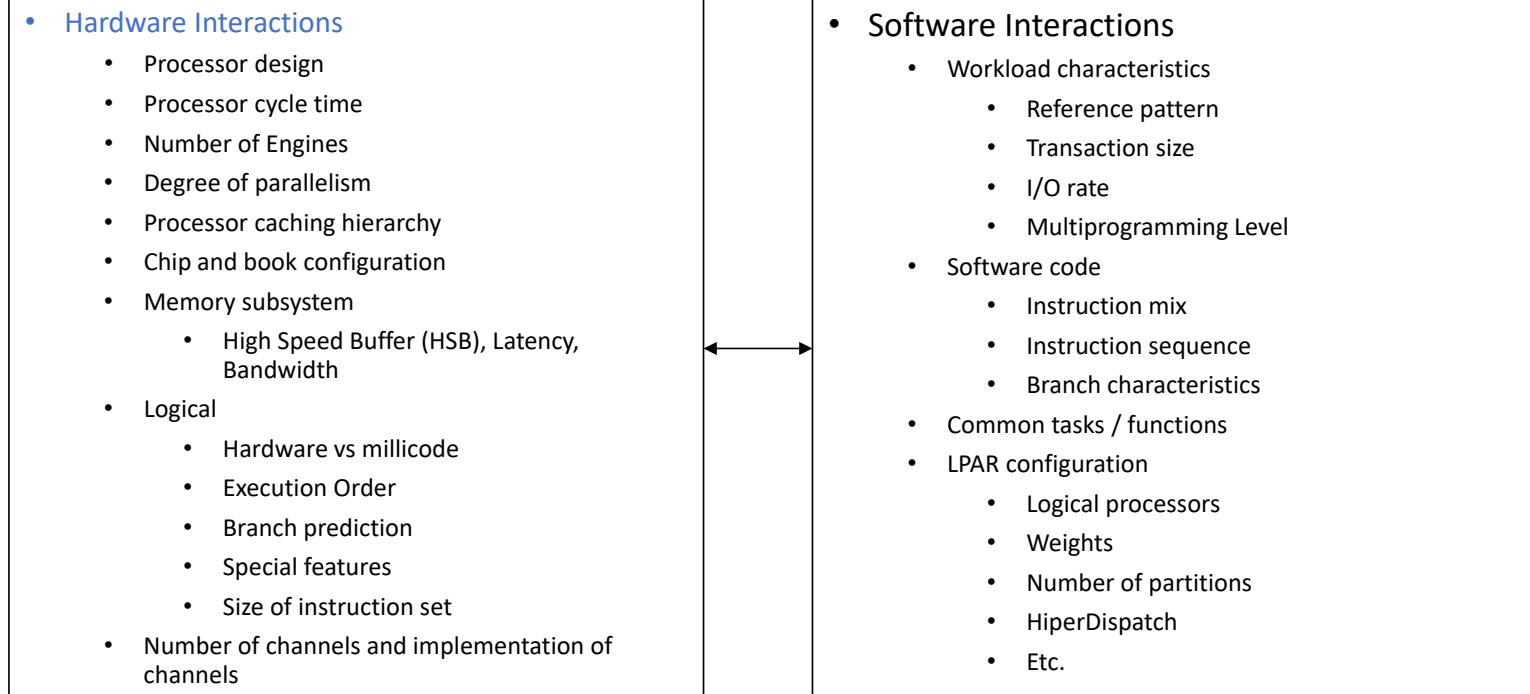 • Hardware Interactions
• Processor design
• Processor cycle time
• Number of Engines
• Degree of parallelism
• Processor caching hierarchy
• Chip and book configuration
• Memory subsystem
• High Speed Buffer (HSB), Latency,
Bandwidth
• Logical
• Hardware vs millicode
• Execution Order
• Branch prediction
• Special features
• Size of instruction set
• Number of channels and implementation of
channels
• Software Interactions
• Workload characteristics
• Reference pattern
• Transaction size
• I/O rate
• Multiprogramming Level
• Software code
• Instruction mix
• Instruction sequence
• Branch characteristics
• Common tasks / functions
• LPAR configuration
• Logical processors
• Weights
• Number of partitions
• HiperDispatch
• Etc.